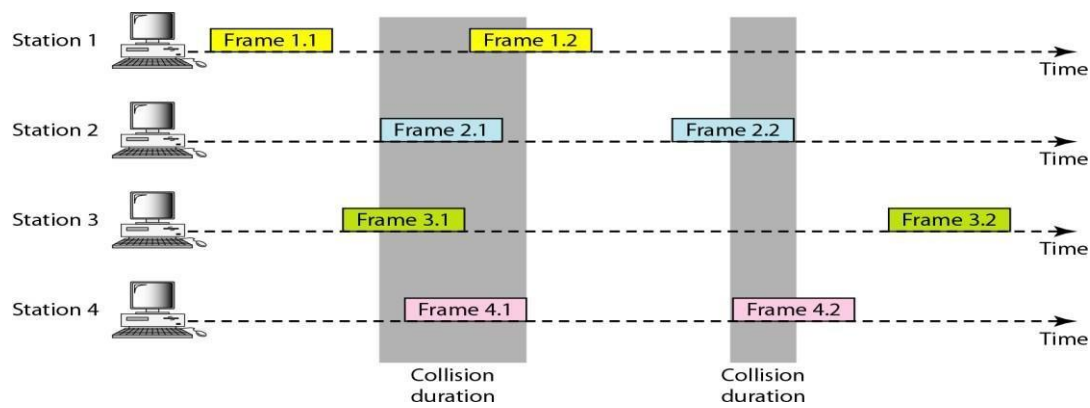 Station 1
Frame 1.1
Frame 1.2
Time
Station 2
Frame 2.1
Frame 2.2
Time
Station 3
Frame 3.1
Frame 3.2
Time
Station 4
Frame 4.1
Frame 4.2
Time
Collision
duration
Collision
duration